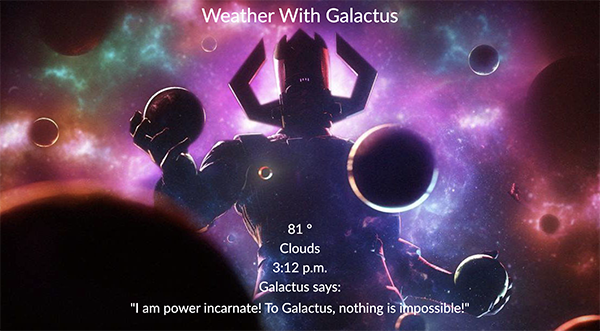 Weather With Galactus
81 °
Clouds
3:12 p.m.
Galactus says:
"I am power incarnate! To Galactus, nothing is impossible!"